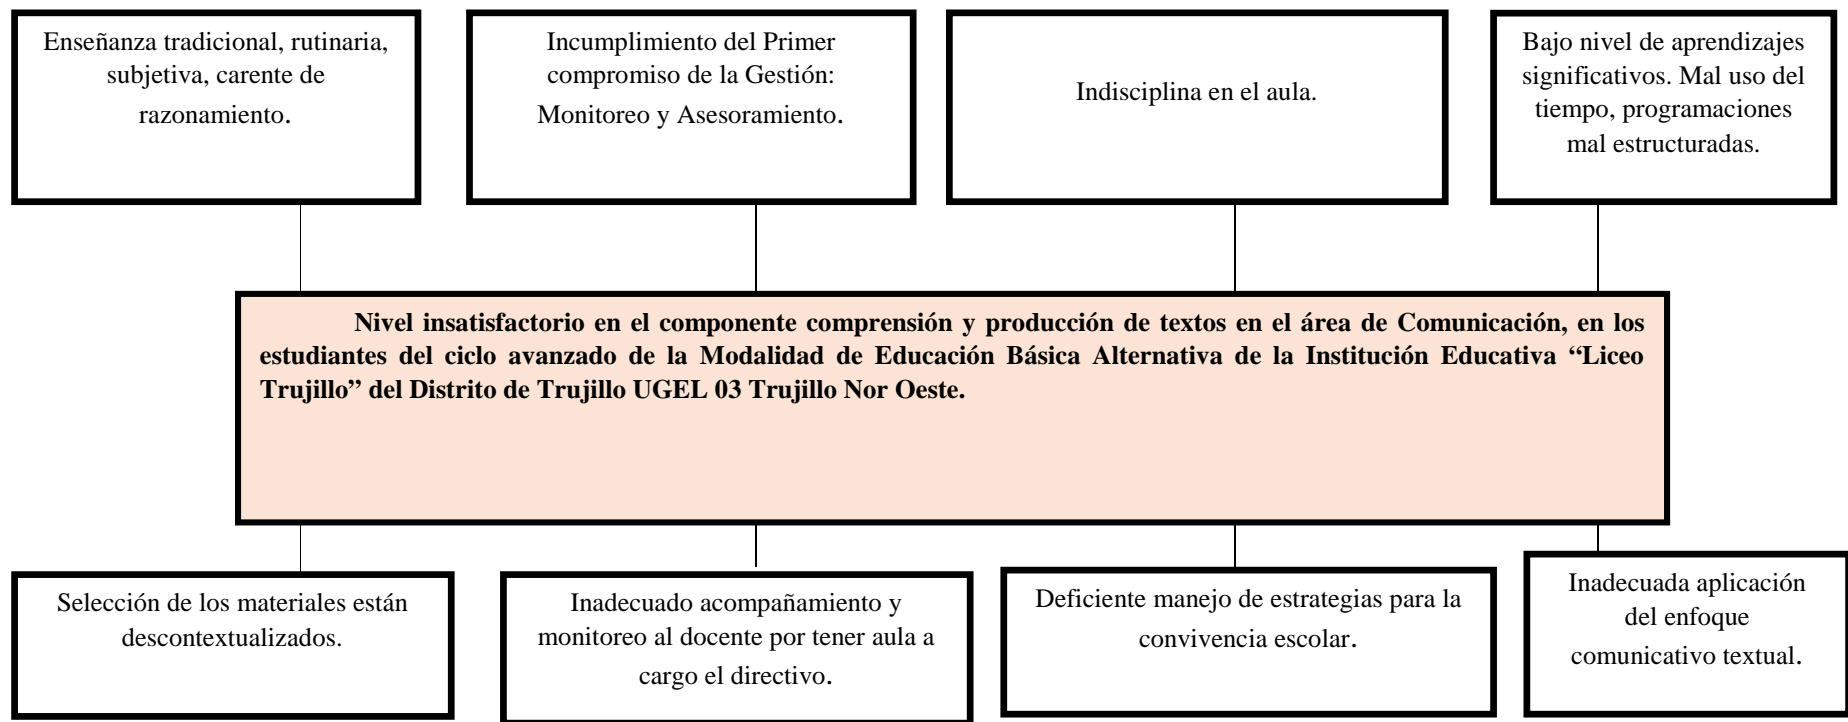 Enseñanza tradicional, rutinaria,
subjetiva, carente de
razonamiento.
Incumplimiento del Primer
compromiso de la Gestión:
Monitoreo y Asesoramiento.
Indisciplina en el aula.
Bajo nivel de aprendizajes
significativos. Mal uso del
tiempo, programaciones
mal estructuradas.
Nivel insatisfactorio en el componente comprensión y producción de textos en el área de Comunicación, en los
estudiantes del ciclo avanzado de la Modalidad de Educación Básica Alternativa de la Institución Educativa “Liceo
Trujillo” del Distrito de Trujillo UGEL 03 Trujillo Nor Oeste.
Selección de los materiales están
descontextualizados.
Inadecuado acompañamiento y
monitoreo al docente por tener aula a
cargo el directivo.
Deficiente manejo de estrategias para la
convivencia escolar.
Inadecuada aplicación
del enfoque
comunicativo textual.